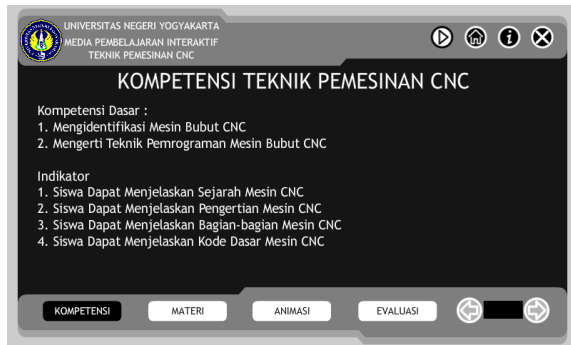 UNIVERSITAS NEGERI YOGYAKARTA
MEDIA PEMBELAJARAN INTERAKTIF
TEKNIK PEMESINAN CNC
KOMPETENSI TEKNIK PEMESINAN CNC
Kompetensi Dasar :
1. Mengidentifikasi Mesin Bubut CNC
2. Mengerti Teknik Pemrograman Mesin Bubut CNC
Indikator
1. Siswa Dapat Menjelaskan Sejarah Mesin CNC
2. Siswa Dapat Menjelaskan Pengertian Mesin CNC
3. Siswa Dapat Menjelaskan Bagian-bagian Mesin CNC
4. Siswa Dapat Menjelaskan Kode Dasar Mesin CNC
KOMPETENSI MATERI ANIMASI EVALUASI